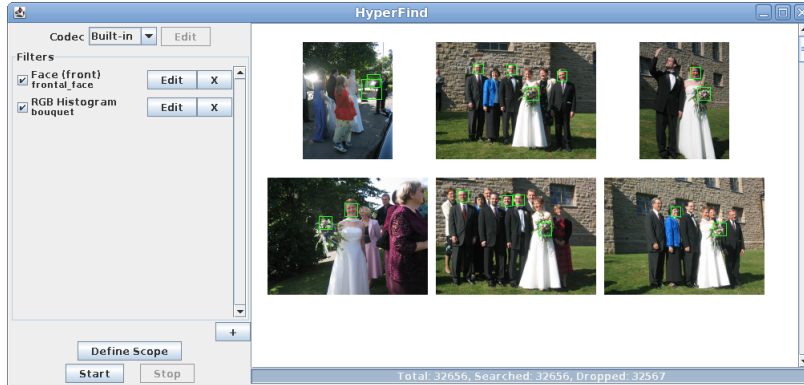 HyperFind
Codec Built-in Edit
Filters
Face (front) Edit X
frontal_face
RGB Histogram Edit X
bouquet
+
Define Scope
Start Stop
Total: 32656, Searched: 32656, Dropped: 32567